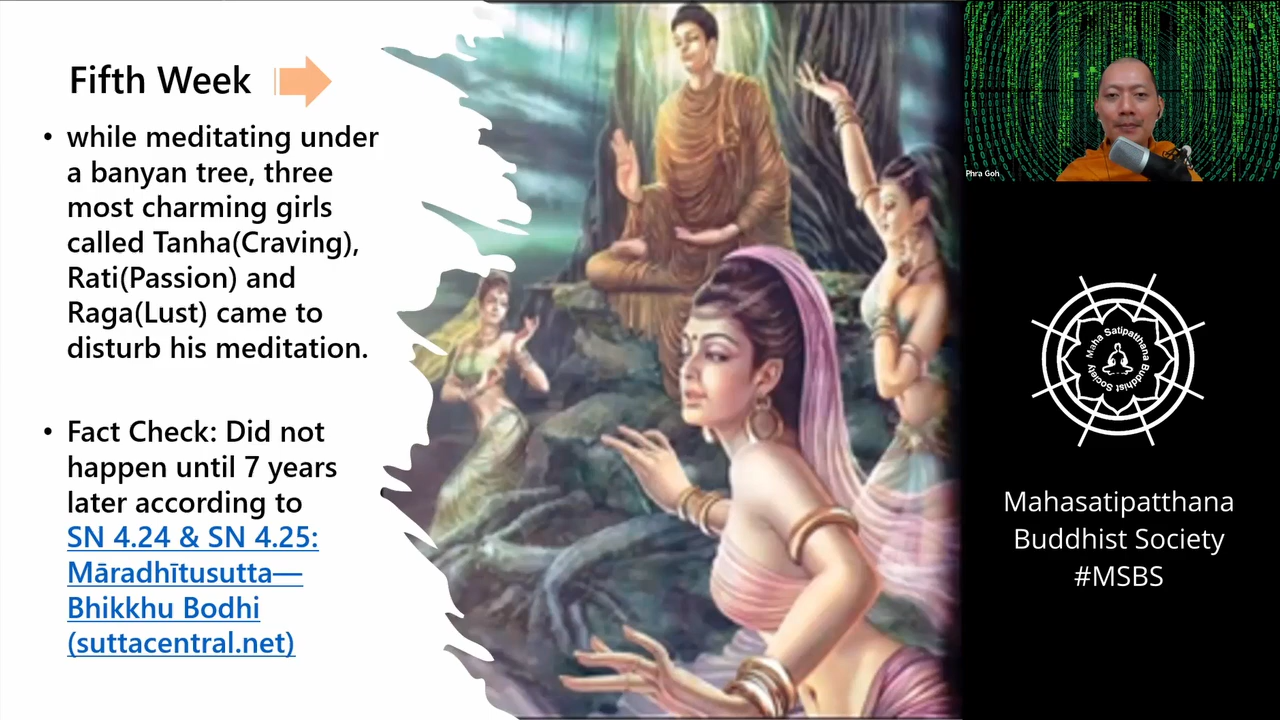 Fifth Week
• while meditating under
a banyan tree, three
most charming girls
called Tanha(Craving),
Rati(Passion) and
Raga(Lust) came to
disturb his meditation.
• Fact Check: Did not
happen until 7 years
later according to
SN 4.24 & SN 4.25:
Māradhītusutta—
Bhikkhu Bodhi
(suttacentral.net)
Phra Goh
Maha Satipatthana Buddhist Society
Mahasatipatthana
Buddhist Society
#MSBS